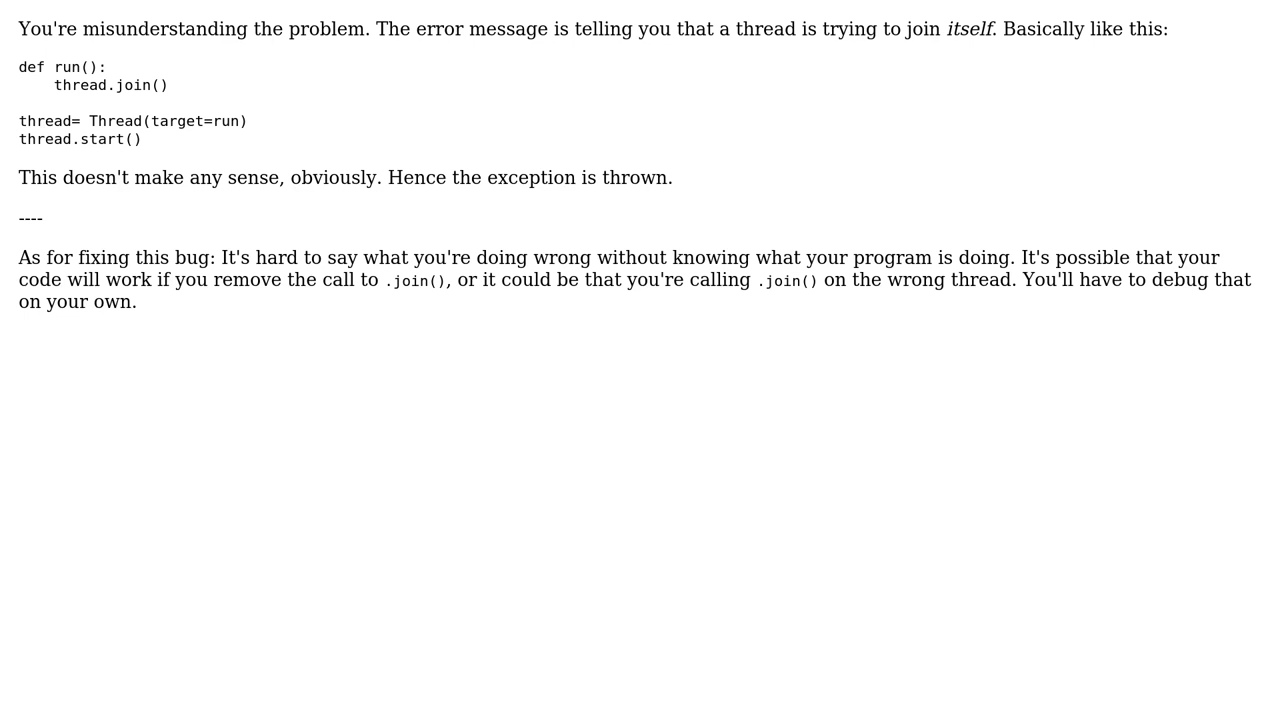 You're misunderstanding the problem. The error message is telling you that a thread is trying to join itself. Basically like this:
def run():
    thread.join()
thread= Thread(target=run)
thread.start()
This doesn't make any sense, obviously. Hence the exception is thrown.
----
As for fixing this bug: It's hard to say what you're doing wrong without knowing what your program is doing. It's possible that your
code will work if you remove the call to .join(), or it could be that you're calling .join() on the wrong thread. You'll have to debug that
on your own.